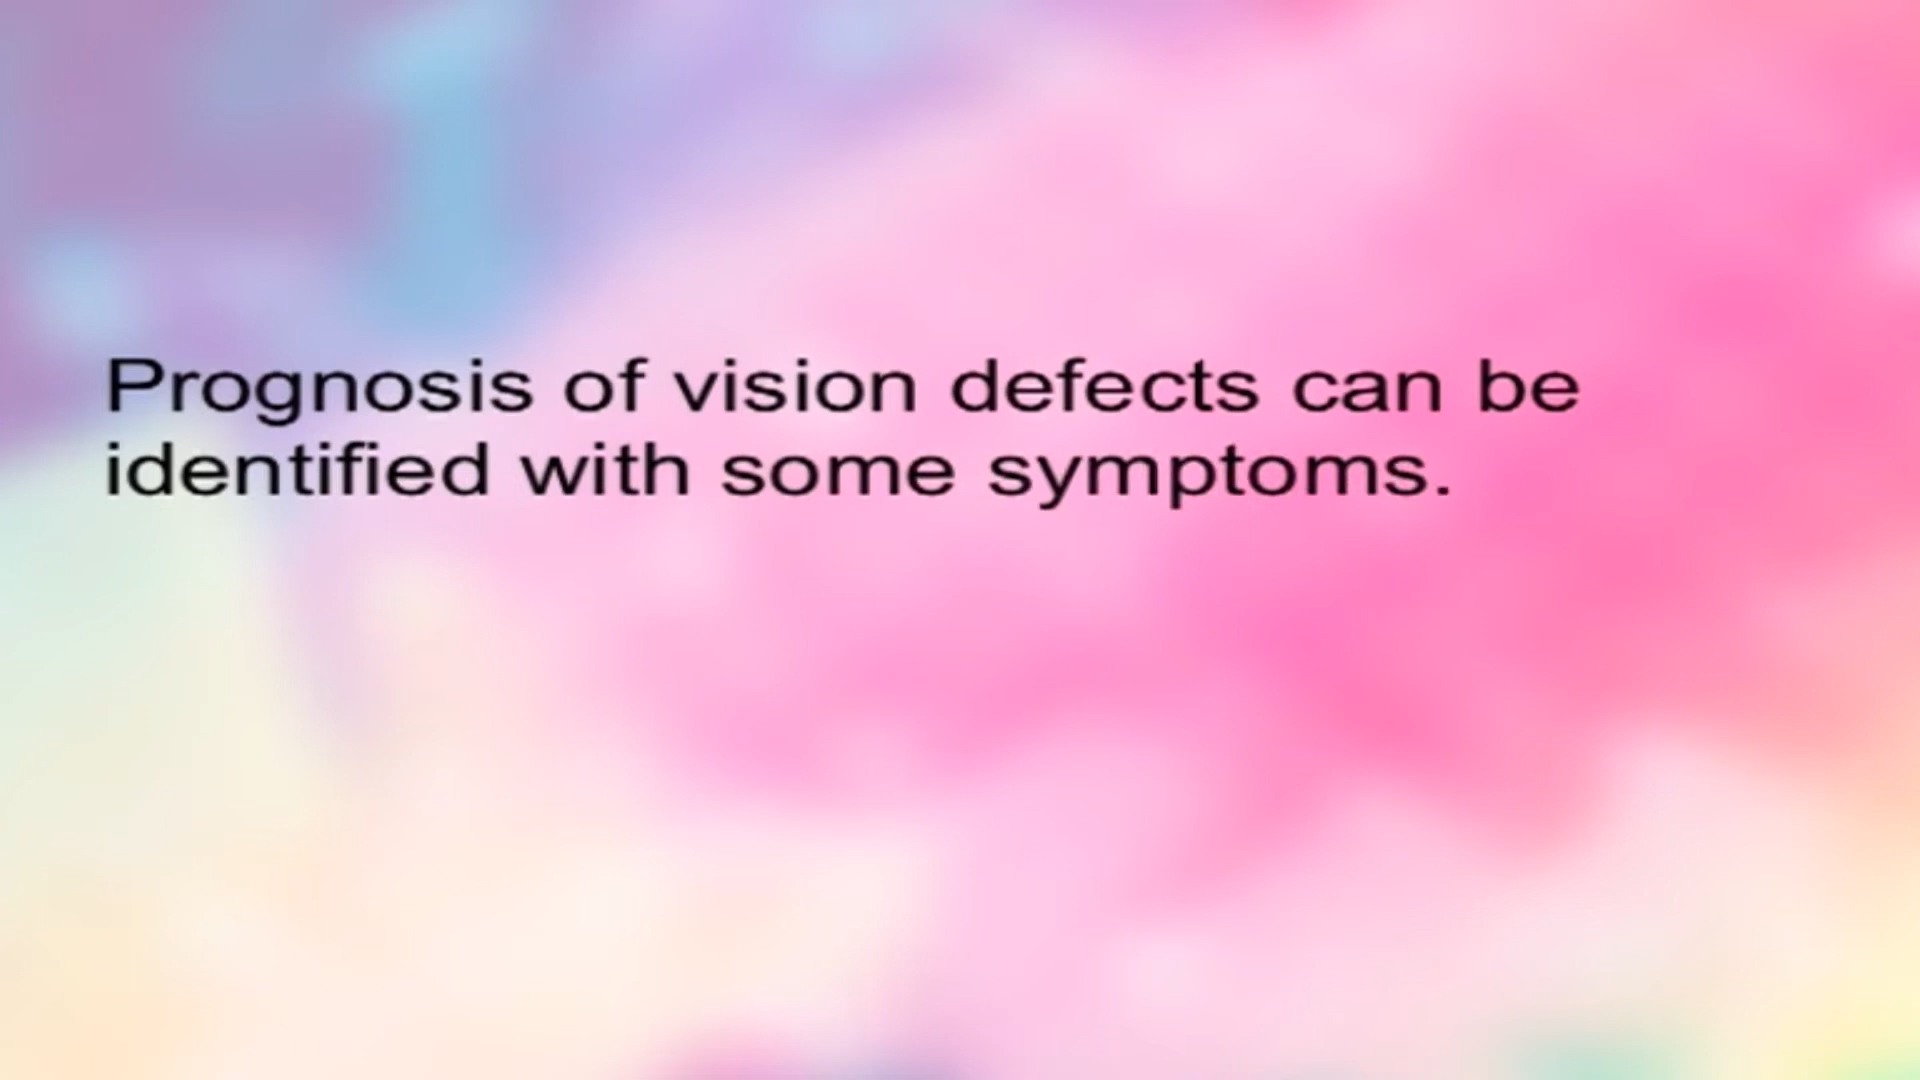 Prognosis of vision defects can be
identified with some symptoms.